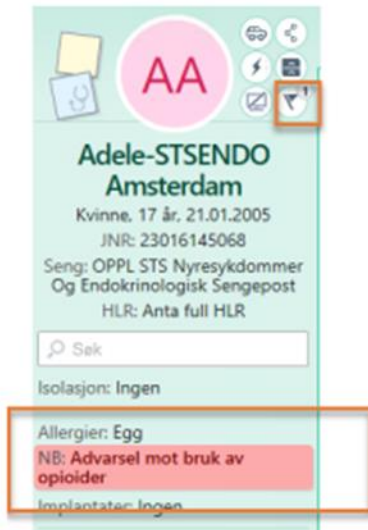 AA
1
Adele-STSENDO
Amsterdam
Kvinne, 17 år, 21.01.2005
JNR: 23016145068
Seng: OPPL STS Nyresykdommer
Og Endokrinologisk Sengepost
HLR: Anta full HLR
Søk
Isolasjon: Ingen
Allergier: Egg
NB: Advarsel mot bruk av
opioider
Implantater: Ingen